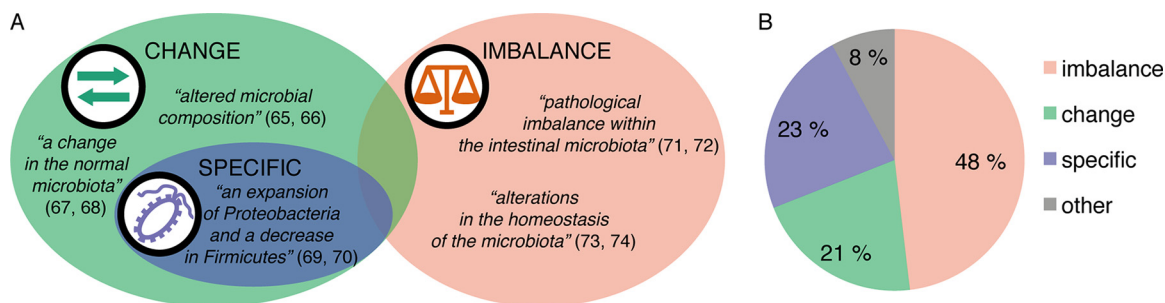 A
CHANGE
"altered microbial
composition" (65, 66)
"a change
in the normal
microbiota"
(67, 68)
SPECIFIC
"an expansion
of Proteobacteria
and a decrease
in Firmicutes" (69, 70)
IMBALANCE
"pathological
imbalance within
the intestinal microbiota" (71, 72)
"alterations
in the homeostasis
of the microbiota" (73, 74)
B
8 %
23 %
48 %
21 %
imbalance
change
specific
other